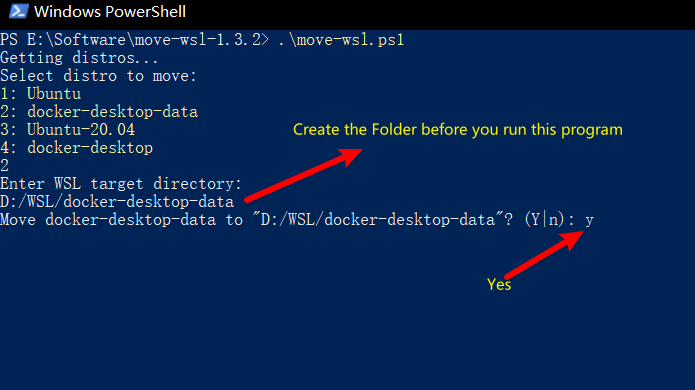 Windows PowerShell
PS E:\Software\move-wsl-1.3.2> .\move-wsl.ps1
Getting distros...
Select distro to move:
1: Ubuntu
2: docker-desktop-data
3: Ubuntu-20.04
Create the Folder before you run this program
4: docker-desktop
2
Enter WSL target directory:
D:/WSL/docker-desktop-data
Move docker-desktop-data to "D:/WSL/docker-desktop-data"? (Y|n): y
Yes